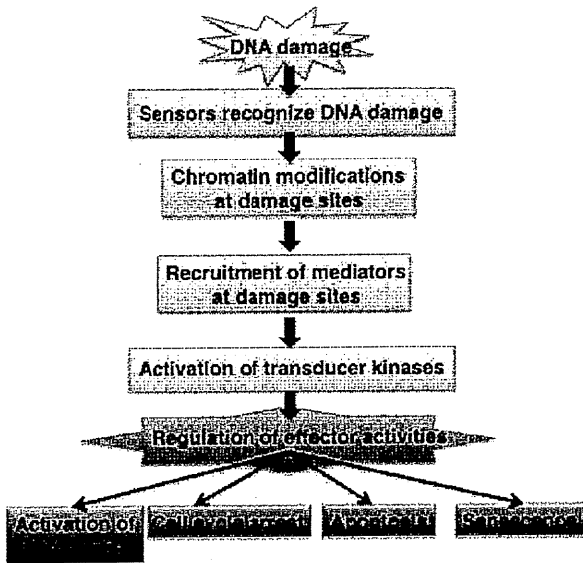 DNA damage
Sensors recognize DNA damage
Chromatin modifications
at damage sites
Recruitment of mediators
at damage sites
Activation of transducer kinases
Regulation of effector activities
Activation of
Cell cycle arrest
Apoptosis
Senescence